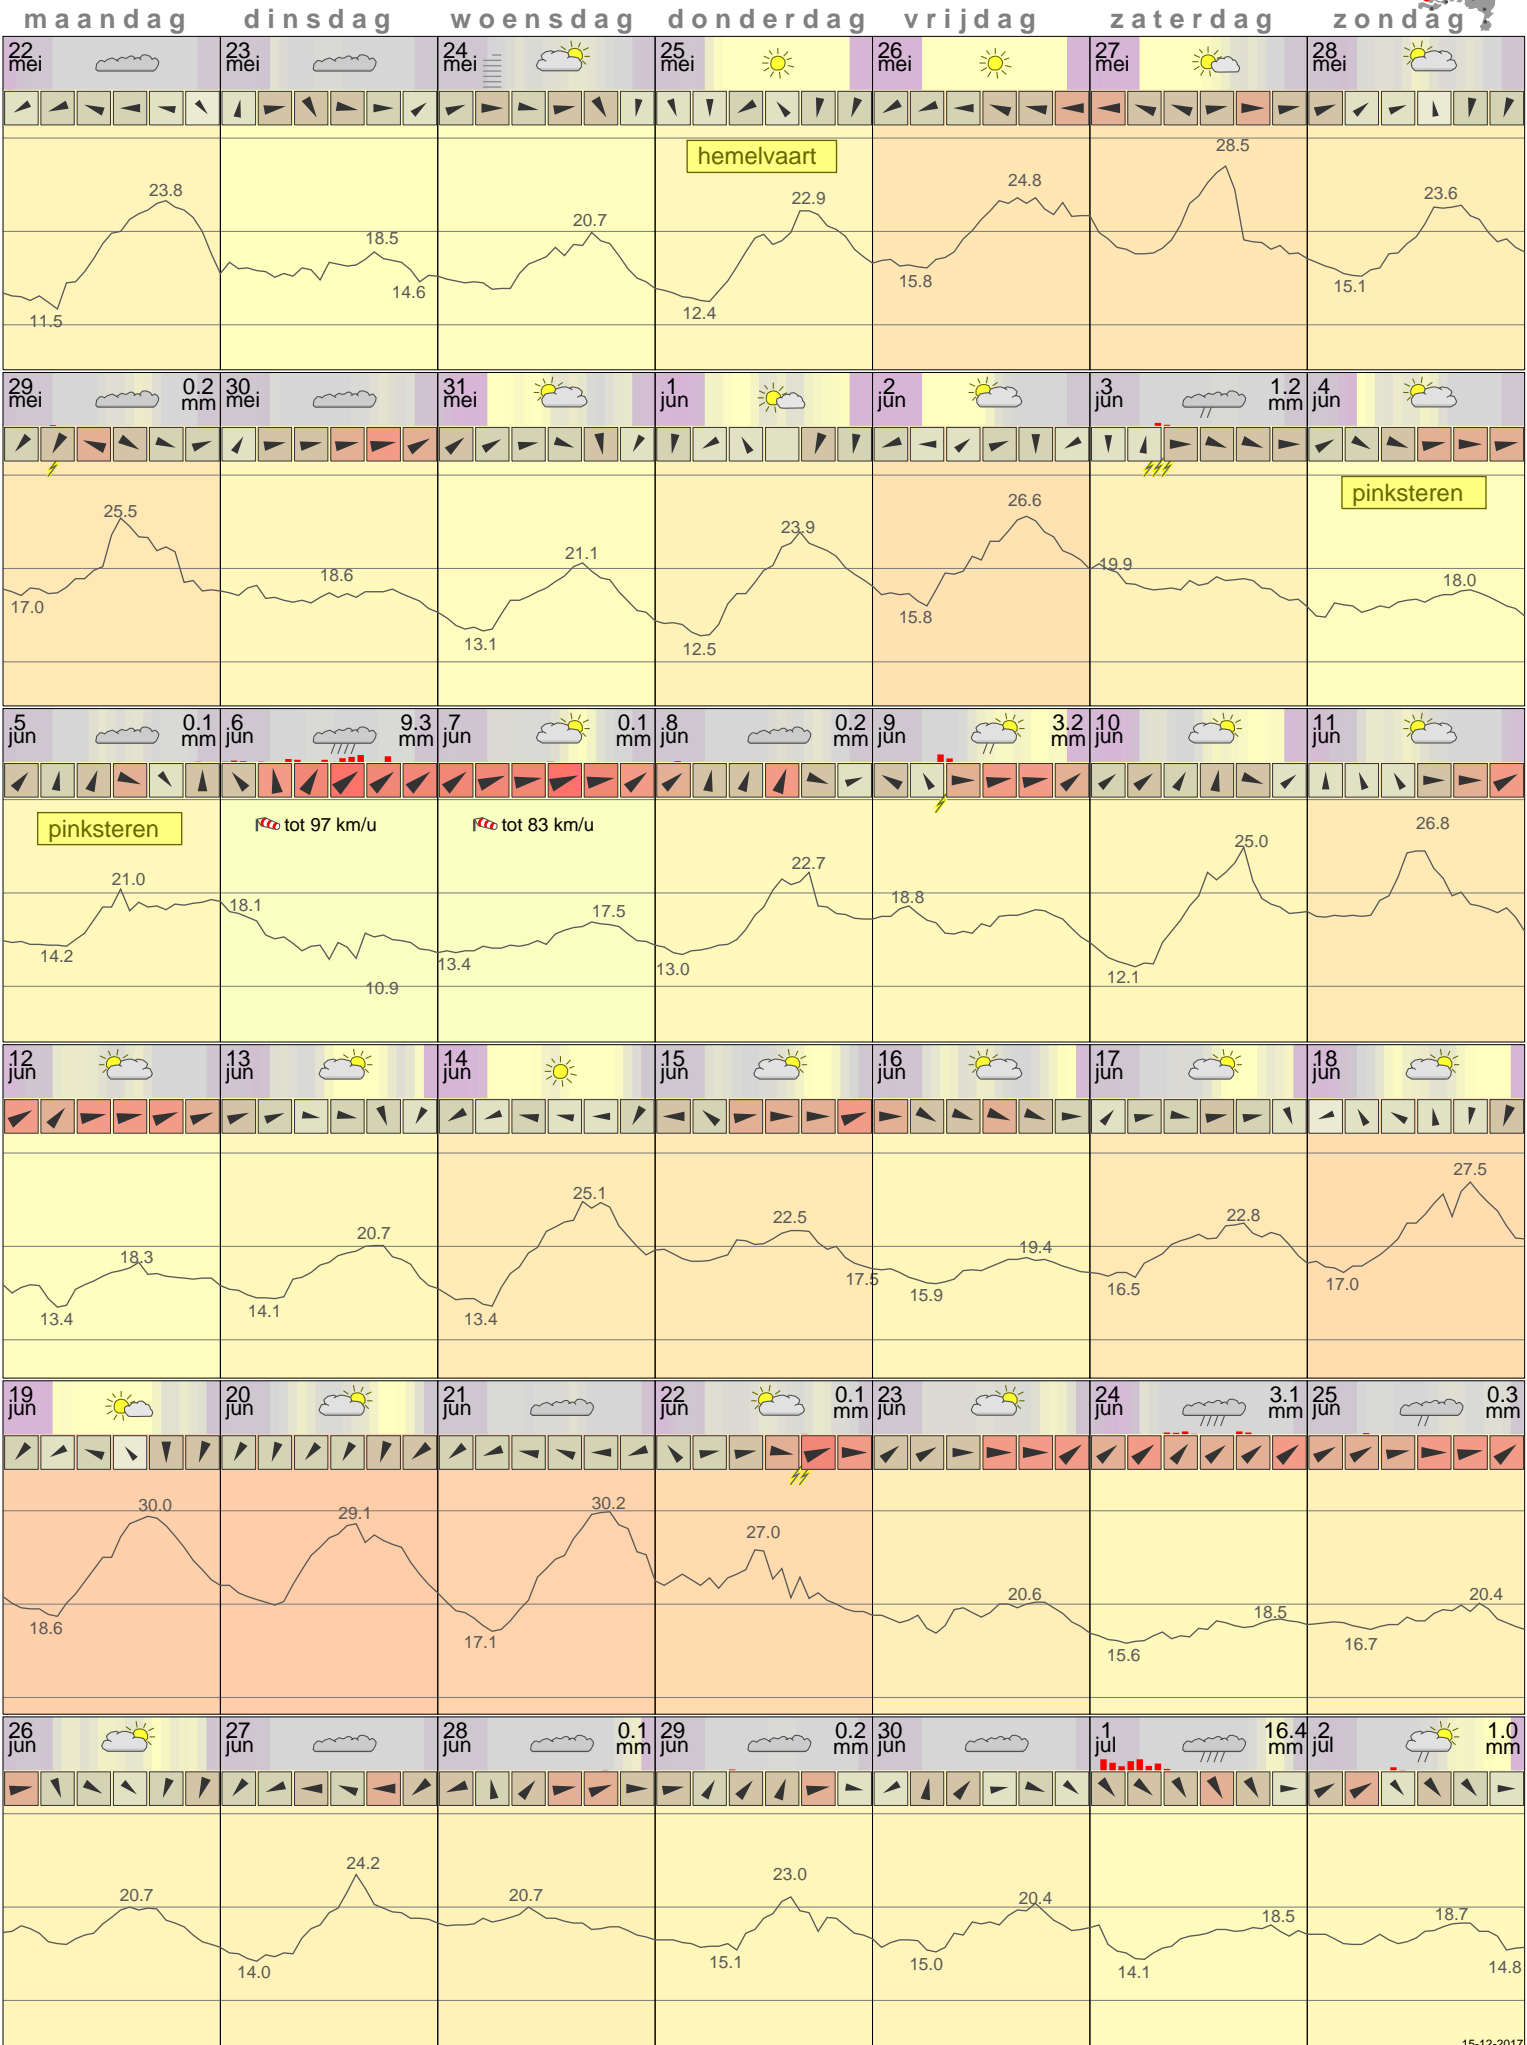 maandag dinsdag woensdag donderdag vrijdag zaterdag zondag
22 mei 23 mei 24 mei 25 mei 26 mei 27 mei 28 mei
hemelvaart
23.8 11.5 18.5 14.6 20.7 22.9 12.4 24.8 15.8 28.5 23.6 15.1
29 mei 0.2 mm 30 mei 31 mei 1 jun 2 jun 3 jun 1.2 mm 4 jun
pinksteren
25.5 17.0 18.6 21.1 13.1 23.9 12.5 26.6 15.8 19.9 18.0
5 jun 0.1 mm 6 jun 9.3 mm 7 jun 0.1 mm 8 jun 0.2 mm 9 jun 3.2 mm 10 jun 11 jun
pinksteren tot 97 km/u tot 83 km/u
21.0 14.2 18.1 10.9 17.5 13.4 22.7 13.0 18.8 25.0 12.1 26.8
12 jun 13 jun 14 jun 15 jun 16 jun 17 jun 18 jun
18.3 13.4 20.7 14.1 25.1 13.4 22.5 17.5 19.4 15.9 22.8 16.5 27.5 17.0
19 jun 20 jun 21 jun 22 jun 0.1 mm 23 jun 24 jun 3.1 mm 25 jun 0.3 mm
30.0 18.6 29.1 30.2 17.1 27.0 20.6 18.5 15.6 20.4 16.7
26 jun 27 jun 28 jun 0.1 mm 29 jun 0.2 mm 30 jun 1 jul 16.4 mm 2 jul 1.0 mm
20.7 24.2 14.0 20.7 23.0 15.1 20.4 15.0 18.5 14.1 18.7 14.8
15-12-2017